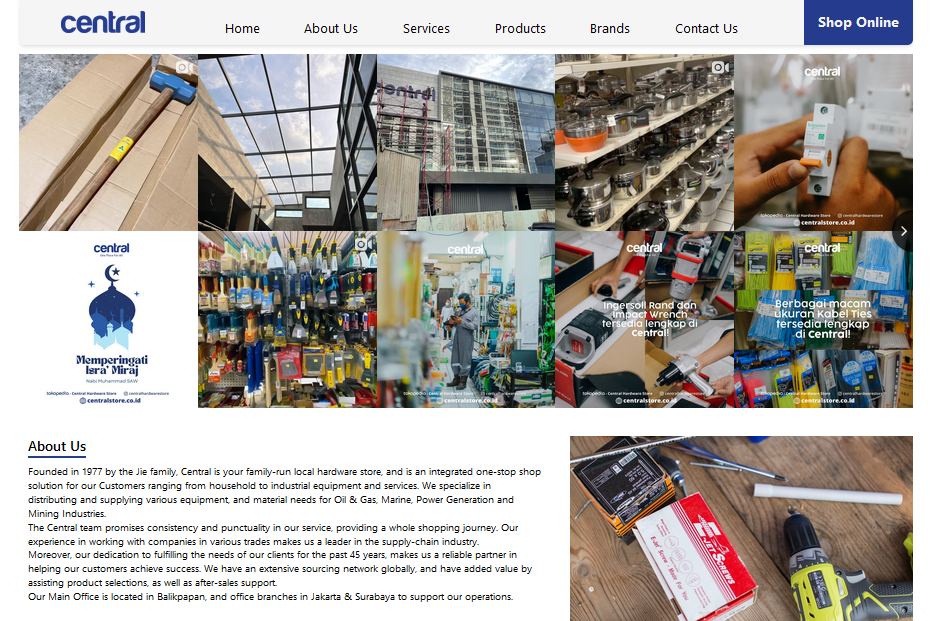 central
Home
About Us
Services
Products
Brands
Contact Us
Shop Online
central
central
central
One Place For All
Memperingati
Isra' Miraj
Nabi Muhammad SAW
tokopedia : Central Hardware Store
centralhardwarestore
centralstore.co.id
central
centralstore.co.id
central
Ingersoll Rand dan
Impact Wrench
tersedia lengkap di
Central!
centralstore.co.id
central
Berbagai macam
ukuran Kabel Ties
tersedia lengkap
di Central!
centralstore.co.id
tokopedia : Central Hardware Store
centralhardwarestore
centralstore.co.id
About Us
Founded in 1977 by the Jie family, Central is your family-run local hardware store, and is an integrated one-stop shop
solution for our Customers ranging from household to industrial equipment and services. We specialize in
distributing and supplying various equipment, and material needs for Oil & Gas, Marine, Power Generation and
Mining Industries.
The Central team promises consistency and punctuality in our service, providing a whole shopping journey. Our
experience in working with companies in various trades makes us a leader in the supply-chain industry.
Moreover, our dedication to fulfilling the needs of our clients for the past 45 years, makes us a reliable partner in
helping our customers achieve success. We have an extensive sourcing network globally, and have added value by
assisting product selections, as well as after-sales support.
Our Main Office is located in Balikpapan, and office branches in Jakarta & Surabaya to support our operations.
JET SCREWS